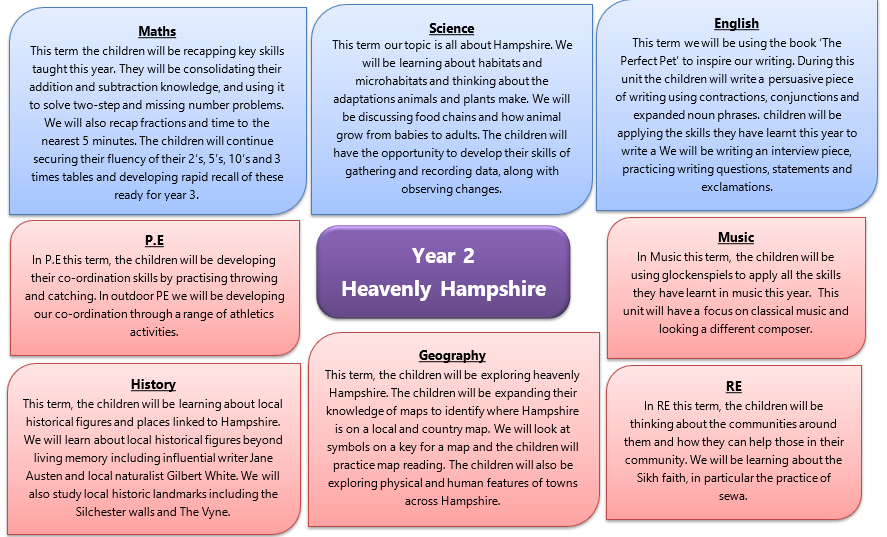 Maths
This term the children will be recapping key skills
taught this year. They will be consolidating their
addition and subtraction knowledge, and using it
to solve two-step and missing number problems.
We will also recap fractions and time to the
nearest 5 minutes. The children will continue
securing their fluency of their 2's, 5's, 10's and 3
times tables and developing rapid recall of these
ready for year 3.
Science
This term our topic is all about Hampshire. We
will be learning about habitats and
microhabitats and thinking about the
adaptations animals and plants make. We will
be discussing food chains and how animal
grow from babies to adults. The children will
have the opportunity to develop their skills of
gathering and recording data, along with
observing changes.
English
This term we will be using the book ‘The
Perfect Pet’ to inspire our writing. During this
unit the children will write a persuasive piece
of writing using contractions, conjunctions and
expanded noun phrases. children will be
applying the skills they have learnt this year to
write a We will be writing an interview piece,
practicing writing questions, statements and
exclamations.
P.E
In P.E this term, the children will be developing
their co-ordination skills by practising throwing
and catching. In outdoor PE we will be developing
our co-ordination through a range of athletics
activities.
Year 2
Heavenly Hampshire
Music
In Music this term, the children will be
using glockenspiels to apply all the skills
they have learnt in music this year. This
unit will have a focus on classical music and
looking a different composer.
History
This term, the children will be learning about local
historical figures and places linked to Hampshire.
We will learn about local historical figures beyond
living memory including influential writer Jane
Austen and local naturalist Gilbert White. We will
also study local historic landmarks including the
Silchester walls and The Vyne.
Geography
This term, the children will be exploring heavenly
Hampshire. The children will be expanding their
knowledge of maps to identify where Hampshire
is on a local and country map. We will look at
symbols on a key for a map and the children will
practice map reading. The children will also be
exploring physical and human features of towns
across Hampshire.
RE
In RE this term, the children will be
thinking about the communities around
them and how they can help those in their
community. We will be learning about the
Sikh faith, in particular the practice of
sewa.